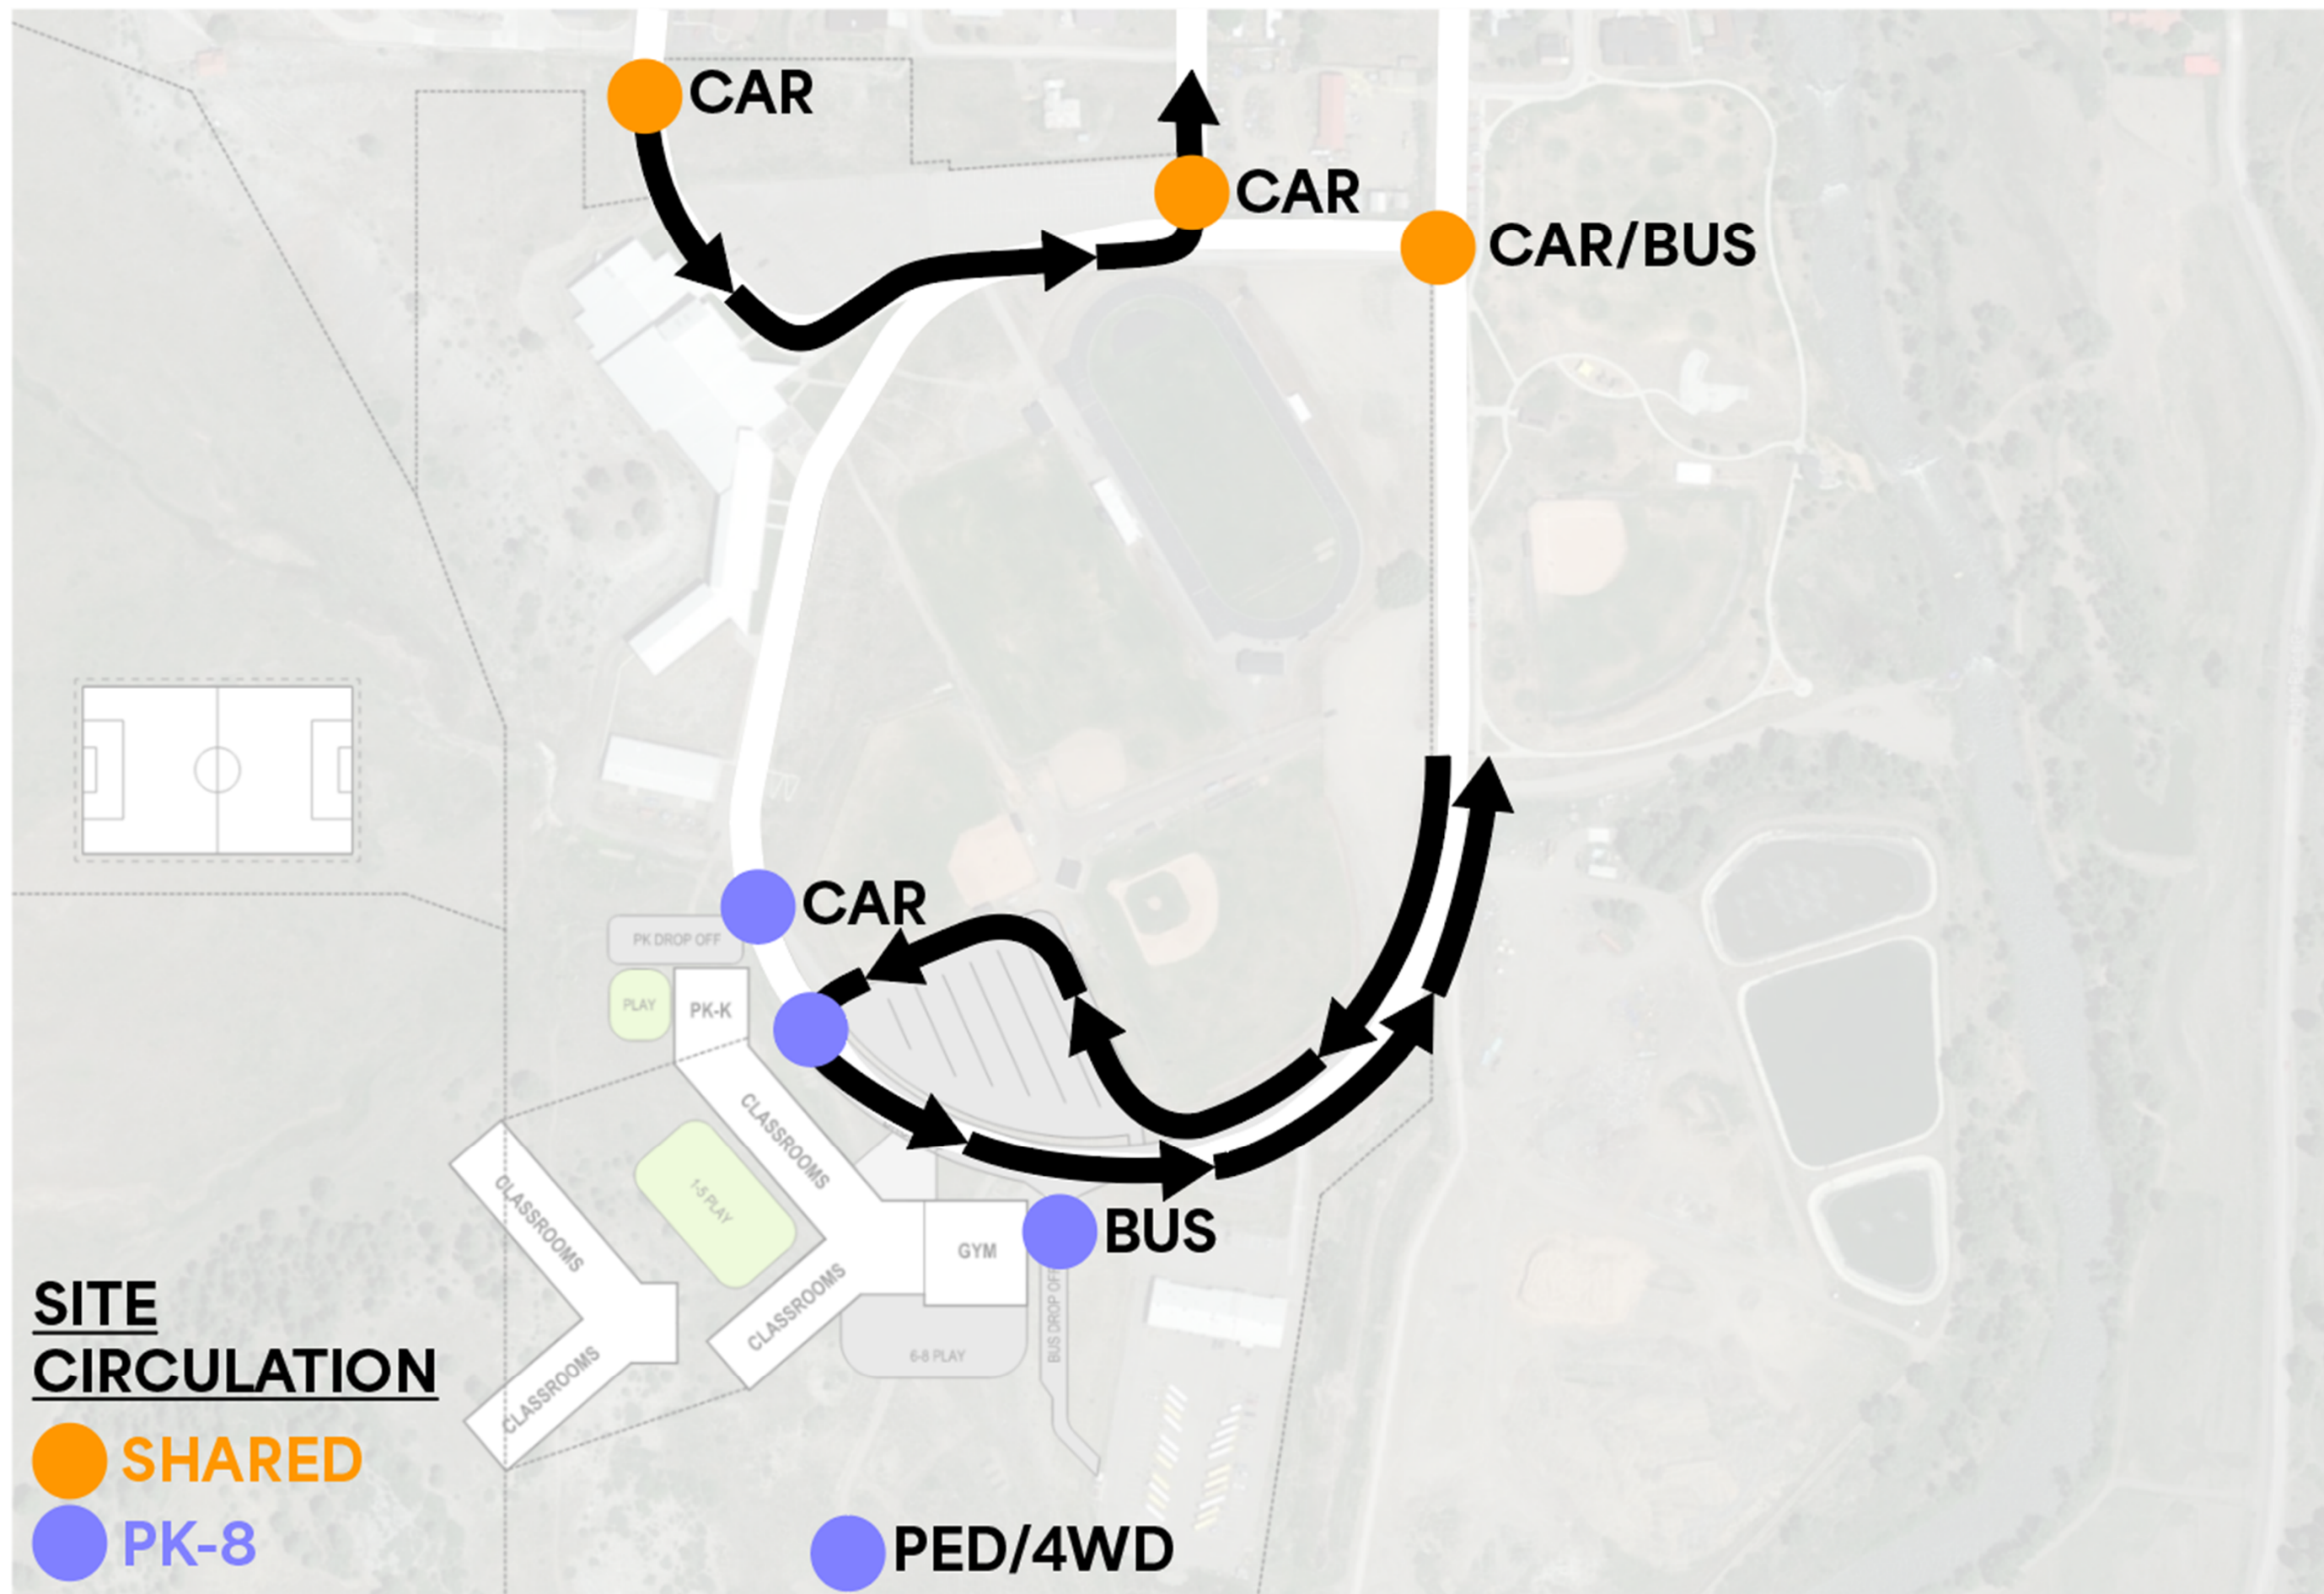 CAR
CAR
CAR/BUS
CAR
PK DROP OFF
PLAY
PK-K
CLASSROOMS
1-5 PLAY
CLASSROOMS
GYM
BUS
CLASSROOMS
BUS DROP OFF
6-8 PLAY
CLASSROOMS
SITE
CIRCULATION
SHARED
PK-8
PED/4WD